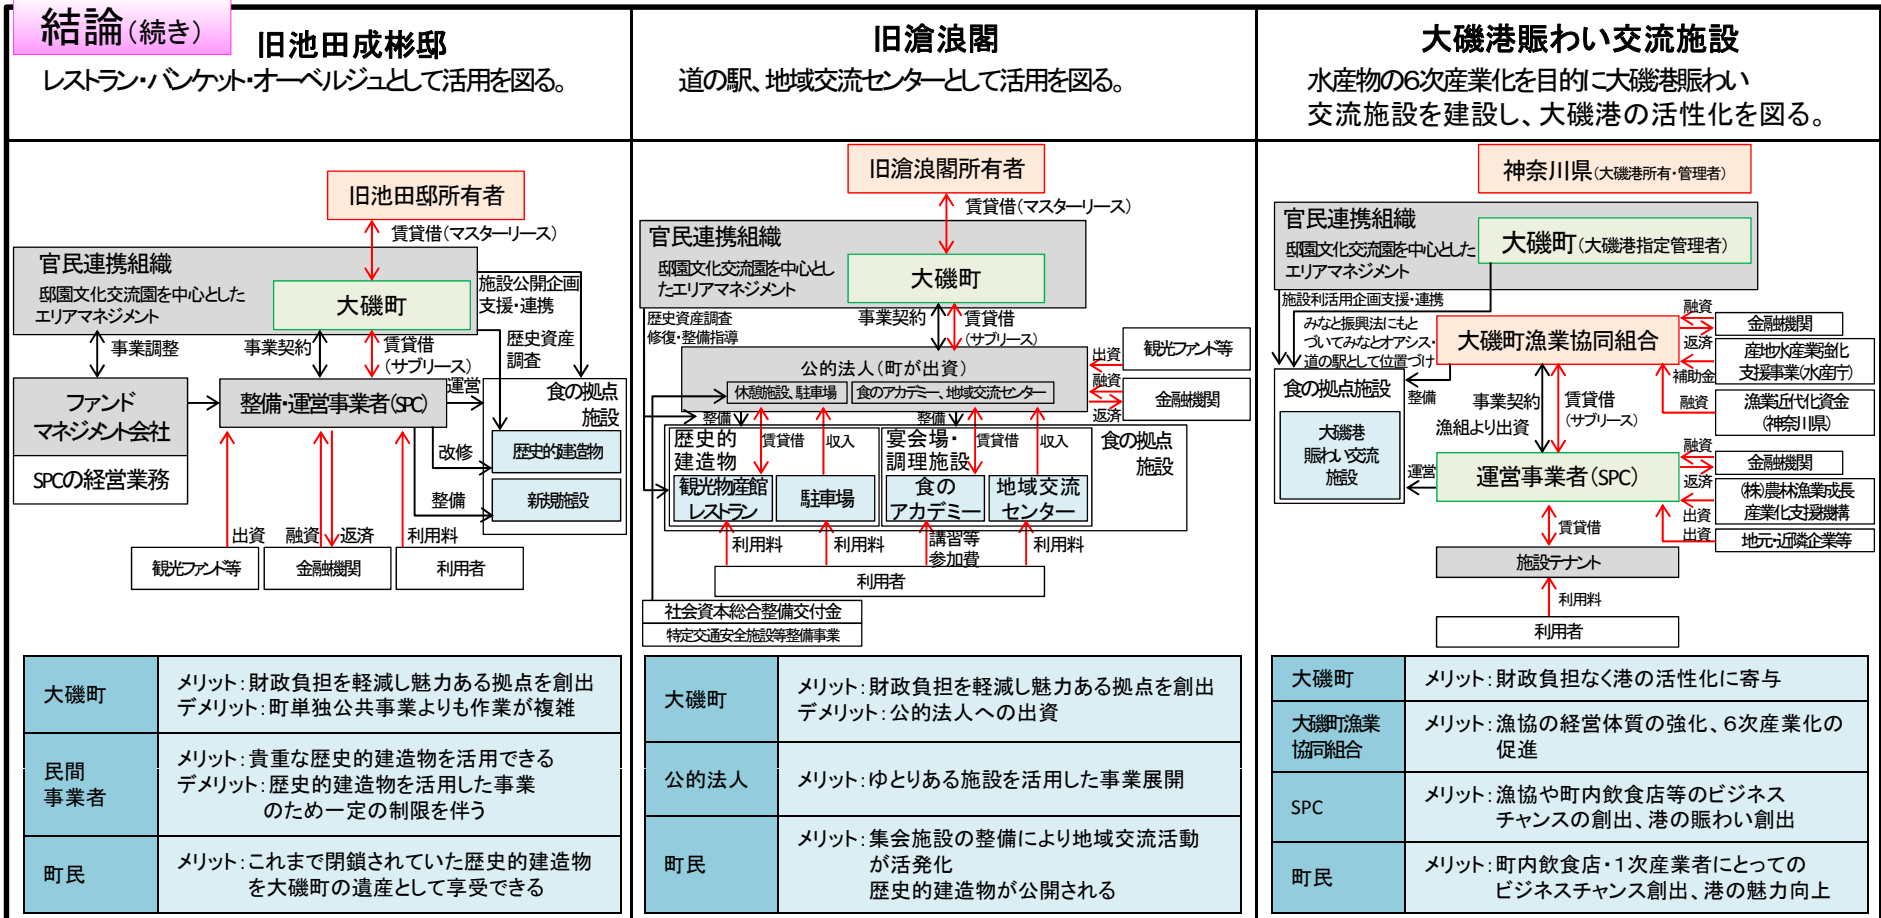 結論(続き)
旧池田成彬邸
レストラン・バンケット・オーベルジュとして活用を図る。
旧池田邸所有者
賃貸借(マスターリース)
官民連携組織
邸園文化交流園を中心とした
エリアマネジメント
大磯町
施設公開企画
支援・連携
歴史資産
調査
事業調整
事業契約
賃貸借
(サブリース)
運営
ファンド
マネジメント会社
SPCの経営業務
整備・運営事業者(SPC)
食の拠点
施設
歴史的建造物
新規施設
改修
整備
出資
融資
返済
利用料
観光ファンド等
金融機関
利用者
大磯町
メリット：財政負担を軽減し魅力ある拠点を創出
デメリット：町単独公共事業よりも作業が複雑
民間
事業者
メリット：貴重な歴史的建造物を活用できる
デメリット：歴史的建造物を活用した事業
のため一定の制限を伴う
町民
メリット：これまで閉鎖されていた歴史的建造物
を大磯町の遺産として享受できる
旧滄浪閣
道の駅、地域交流センターとして活用を図る。
旧滄浪閣所有者
賃貸借(マスターリース)
官民連携組織
邸園文化交流園を中心とし
たエリアマネジメント
大磯町
歴史資産調査
修復・整備指導
事業契約
賃貸借
(サブリース)
公的法人(町が出資)
休憩施設、駐車場
食のアカデミー、地域交流センター
出資
観光ファンド等
融資
返済
金融機関
整備
整備
歴史的
建造物
賃貸借
収入
宴会場・
調理施設
賃貸借
収入
食の拠点
施設
観光物産館
レストラン
駐車場
食の
アカデミー
地域交流
センター
利用料
利用料
講習等
参加費
利用料
利用者
社会資本総合整備交付金
特定交通安全施設等整備事業
大磯町
メリット：財政負担を軽減し魅力ある拠点を創出
デメリット：公的法人への出資
公的法人
メリット：ゆとりある施設を活用した事業展開
町民
メリット：集会施設の整備により地域交流活動
が活発化
歴史的建造物が公開される
大磯港賑わい交流施設
水産物の6次産業化を目的に大磯港賑わい
交流施設を建設し、大磯港の活性化を図る。
神奈川県(大磯港所有・管理者)
官民連携組織
邸園文化交流園を中心とした
エリアマネジメント
大磯町(大磯港指定管理者)
施設利活用企画支援・連携
みなと振興法にもと
づいてみなとオアシス・
道の駅として位置づけ
大磯町漁業協同組合
融資
金融機関
返済
産地水産業強化
支援事業(水産庁)
補助金
融資
漁業近代化資金
(神奈川県)
食の拠点施設
整備
大磯港
賑わい交流
施設
事業契約
漁組より出資
賃貸借
(サブリース)
運営
運営事業者(SPC)
融資
金融機関
返済
(株)農林漁業成長
産業化支援機構
出資
出資
地元・近隣企業等
賃貸借
施設テナント
利用料
利用者
大磯町
メリット：財政負担なく港の活性化に寄与
大磯町漁業
協同組合
メリット：漁協の経営体質の強化、6次産業化の
促進
SPC
メリット：漁協や町内飲食店等のビジネス
チャンスの創出、港の賑わい創出
町民
メリット：町内飲食店・1次産業者にとっての
ビジネスチャンス創出、港の魅力向上